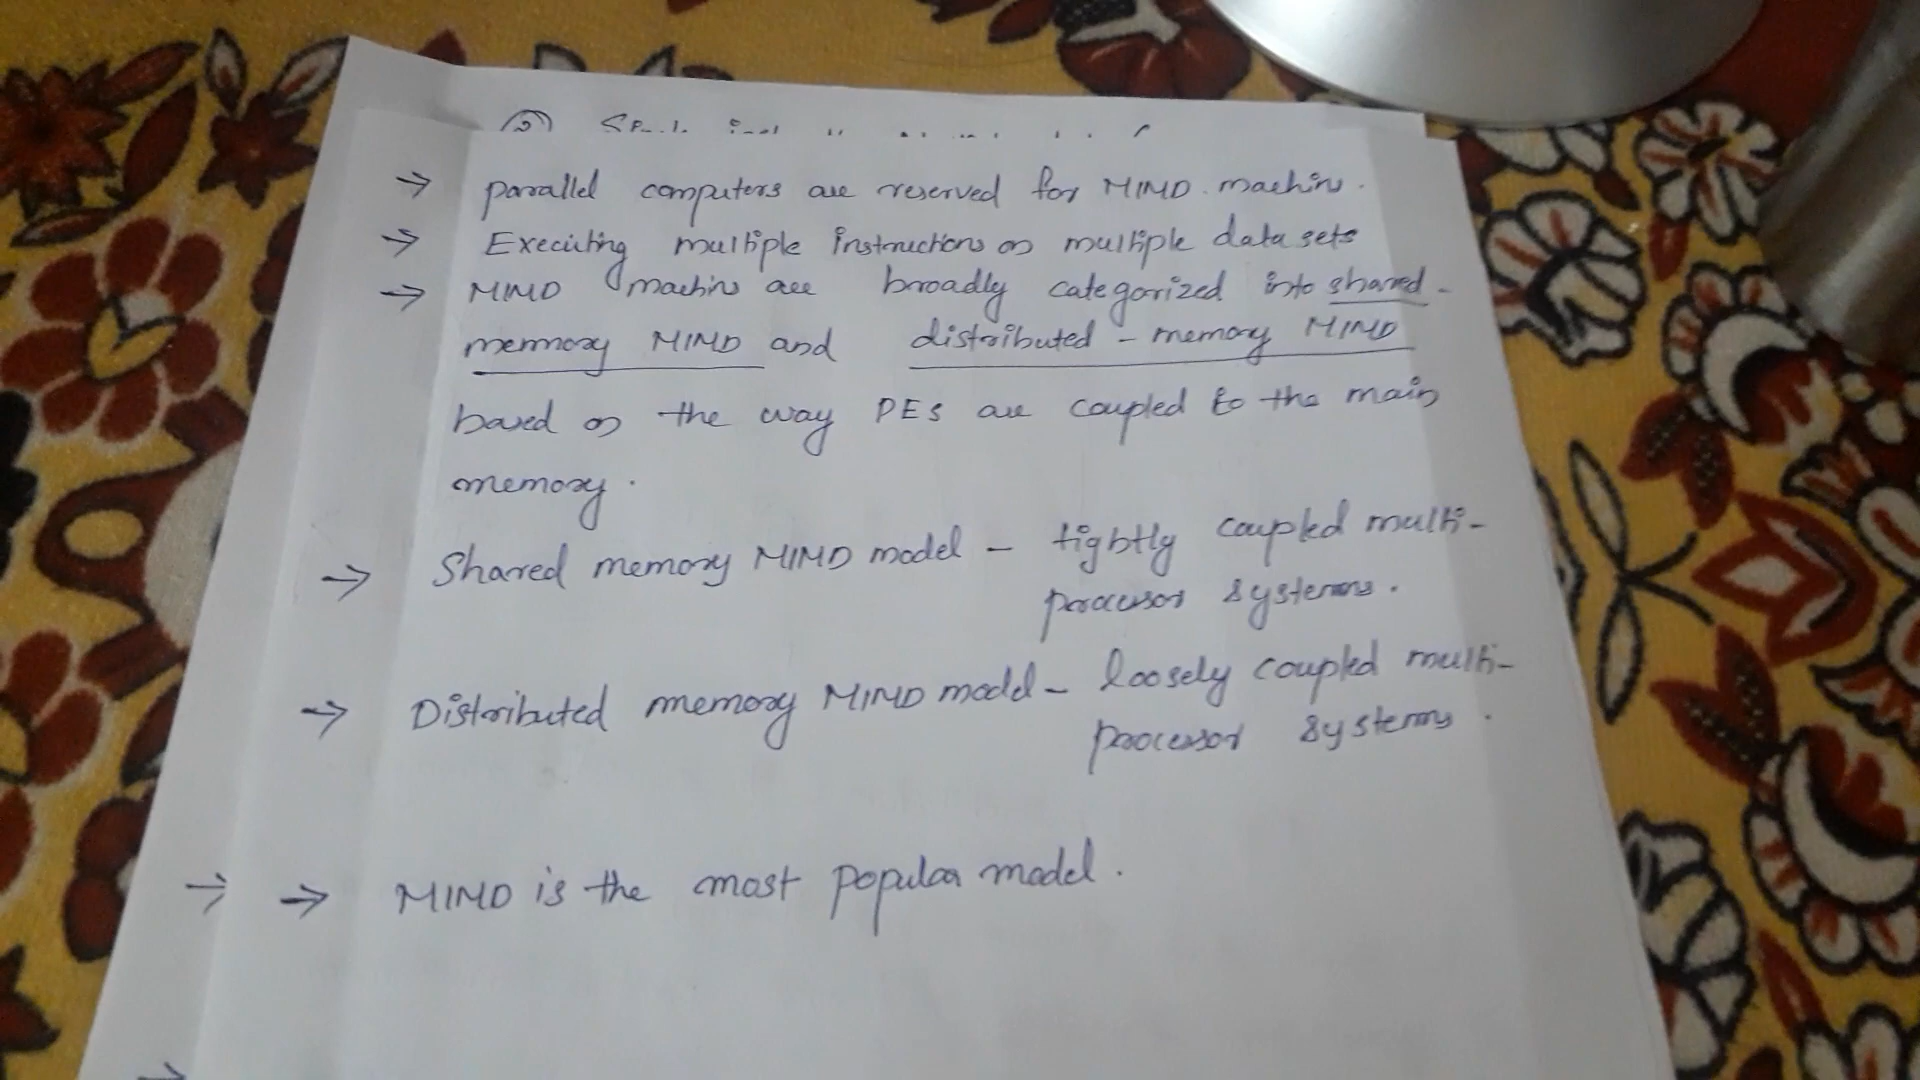 → parallel computers are reserved for MIMD machine.
→ Executing multiple instructions on multiple data sets
→ MIMD machine are broadly categorized into shared-
memory MIMD and distributed-memory MIMD
based on the way PEs are coupled to the main
memory.
→ Shared memory MIMD model - tightly coupled multi-
processor systems.
→ Distributed memory MIMD model - loosely coupled multi-
processor systems.
→ → MIMD is the most popular model.